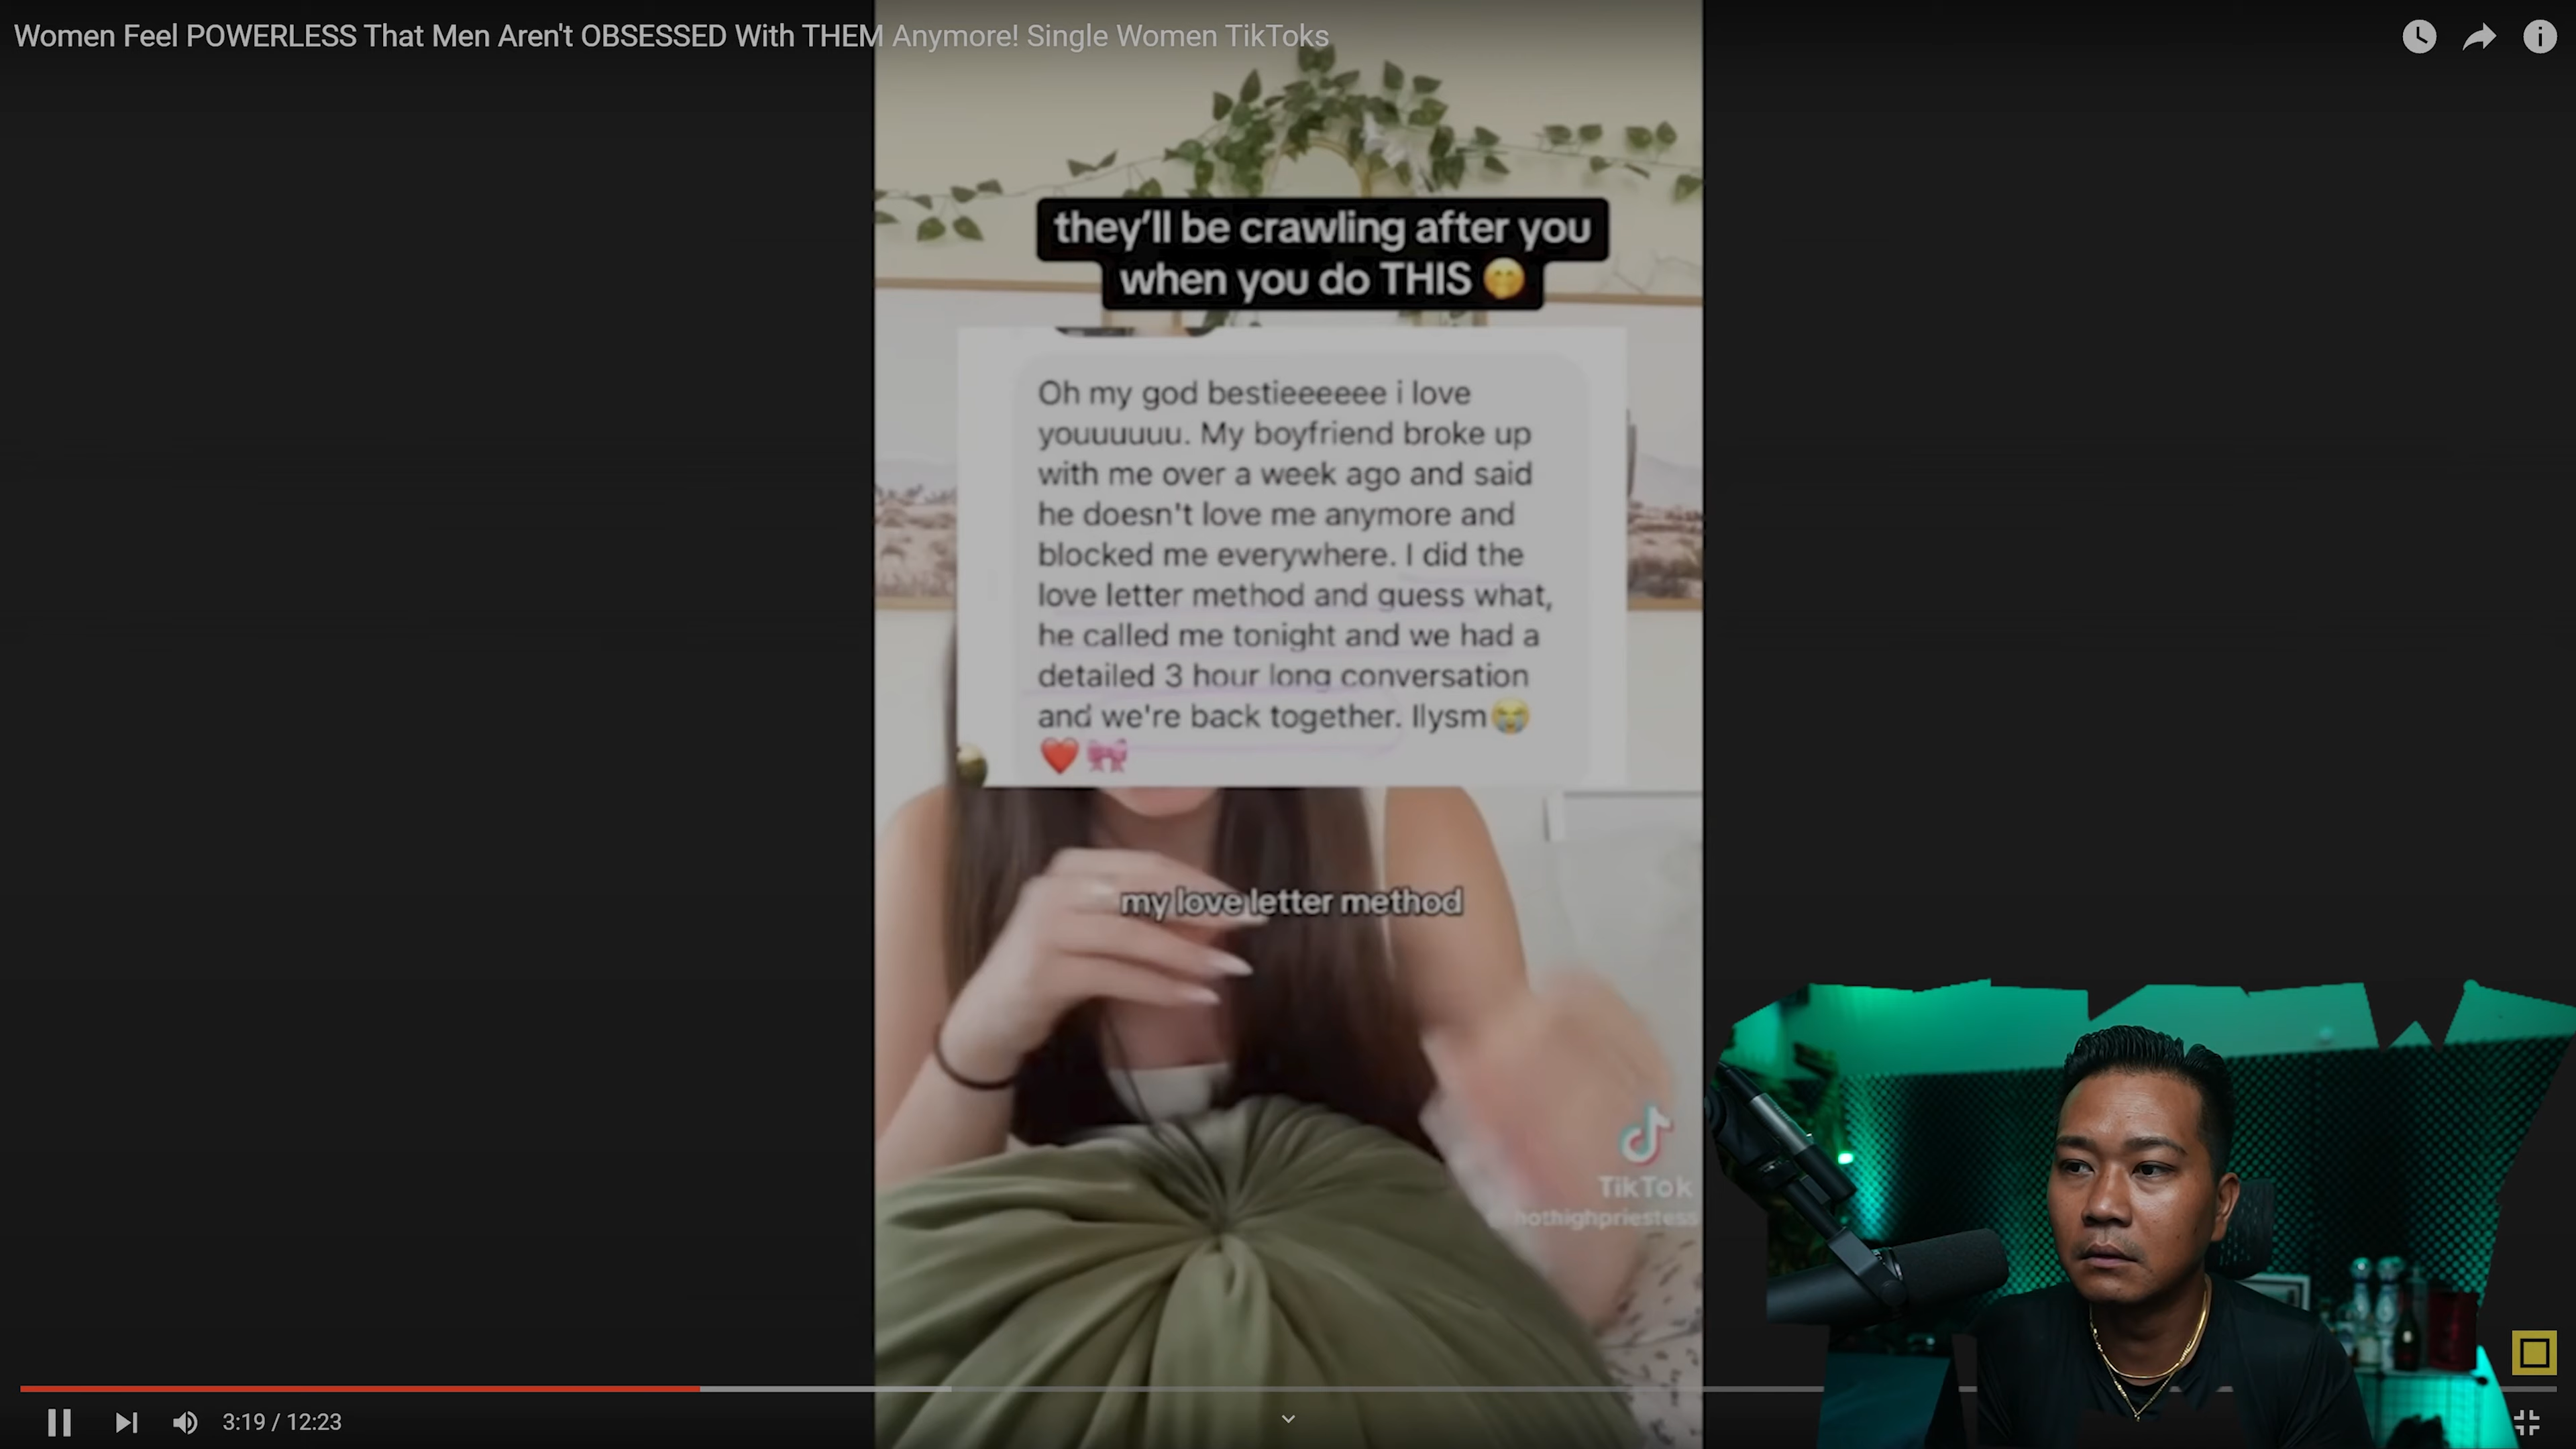 Women Feel POWERLESS That Men Aren't OBSESSED With THEM Anymore! Single Women TikToks
they'll be crawling after you
when you do THIS 🤭
Oh my god bestieeeeeee i love
youuuuuu. My boyfriend broke up
with me over a week ago and said
he doesn't love me anymore and
blocked me everywhere. I did the
love letter method and guess what,
he called me tonight and we had a
detailed 3 hour long conversation
and we're back together. Ilysm😭
❤️🎀
my love letter method
TikTok
hothighpriestess
3:19 / 12:23